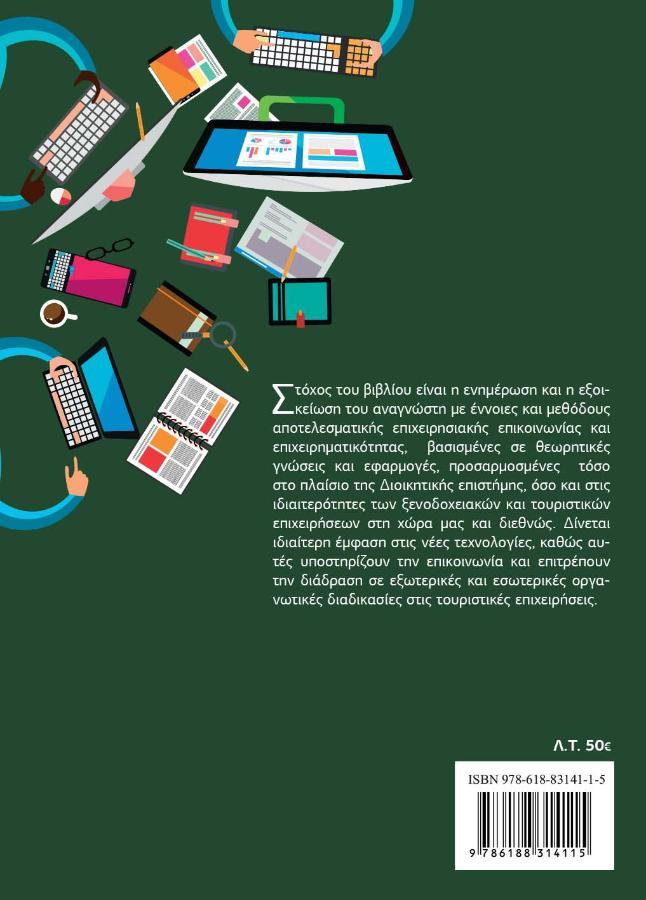 Στόχος του βιβλίου είναι η ενημέρωση και η εξοι-
κείωση του αναγνώστη με έννοιες και μεθόδους
αποτελεσματικής επιχειρησιακής επικοινωνίας και
επιχειρηματικότητας, βασισμένες σε θεωρητικές
γνώσεις και εφαρμογές, προσαρμοσμένες τόσο
στο πλαίσιο της Διοικητικής επιστήμης, όσο και στις
ιδιαιτερότητες των ξενοδοχειακών και τουριστικών
επιχειρήσεων στη χώρα μας και διεθνώς. Δίνεται
ιδιαίτερη έμφαση στις νέες τεχνολογίες, καθώς αυ-
τές υποστηρίζουν την επικοινωνία και επιτρέπουν
την διάδραση σε εξωτερικές και εσωτερικές οργα-
νωτικές διαδικασίες στις τουριστικές επιχειρήσεις.
Λ.Τ. 50€
ISBN 978-618-83141-1-5
9 786188 314115